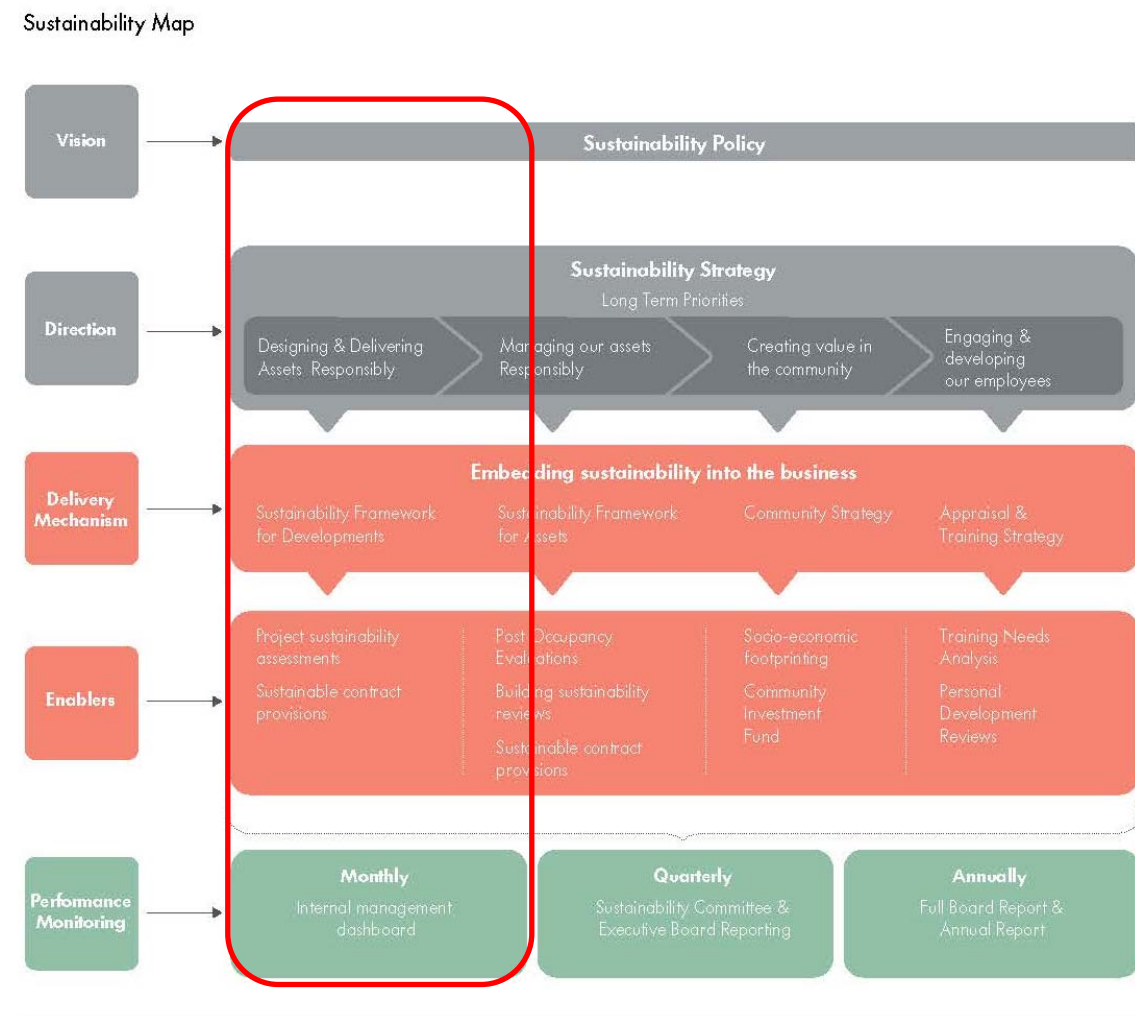 Sustainability Map
Vision
Sustainability Policy
Direction
Sustainability Strategy
Long Term Priorities
Designing & Delivering
Assets Responsibly
Managing our assets
Responsibly
Creating value in
the community
Engaging &
developing
our employees
Delivery
Mechanism
Embedding sustainability into the business
Sustainability Framework
for Developments
Sustainability Framework
for Assets
Community Strategy
Appraisal &
Training Strategy
Enablers
Project sustainability
assessments
Sustainable contract
provisions
Post Occupancy
Evaluations
Building sustainability
reviews
Sustainable contract
provisions
Socio-economic
footprinting
Community
Investment
Fund
Training Needs
Analysis
Personal
Development
Reviews
Performance
Monitoring
Monthly
Internal management
dashboard
Quarterly
Sustainability Committee &
Executive Board Reporting
Annually
Full Board Report &
Annual Report